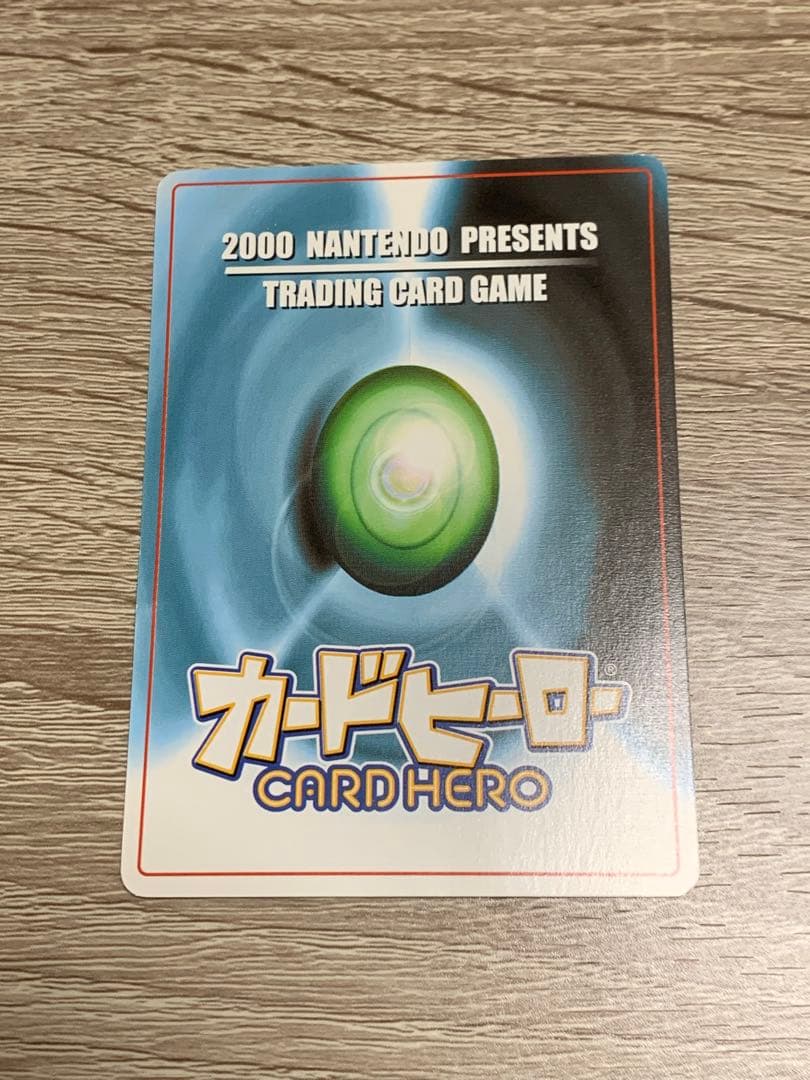 2000 NANTENDO PRESENTS
TRADING CARD GAME
カードヒーロー®
CARD HERO